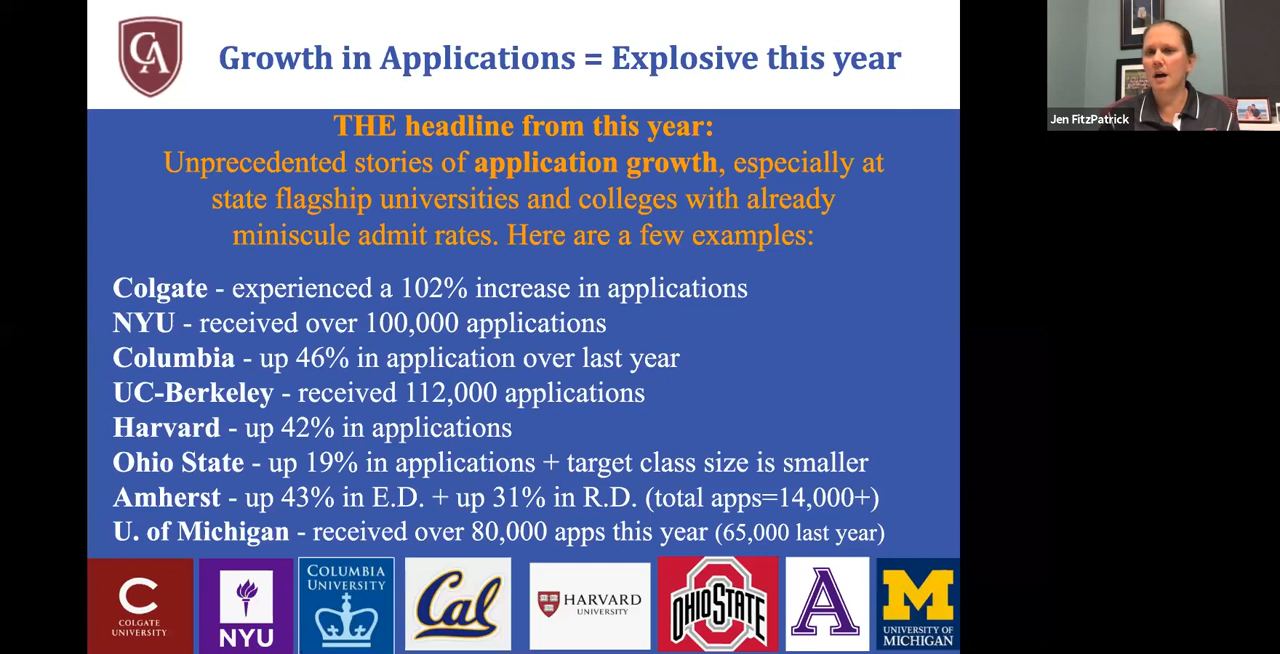 CA
Growth in Applications = Explosive this year
Jen FitzPatrick
THE headline from this year:
Unprecedented stories of application growth, especially at
state flagship universities and colleges with already
miniscule admit rates. Here are a few examples:
Colgate - experienced a 102% increase in applications
NYU - received over 100,000 applications
Columbia - up 46% in application over last year
UC-Berkeley - received 112,000 applications
Harvard - up 42% in applications
Ohio State - up 19% in applications + target class size is smaller
Amherst - up 43% in E.D. + up 31% in R.D. (total apps=14,000+)
U. of Michigan - received over 80,000 apps this year (65,000 last year)
C
COLGATE
UNIVERSITY
NYU
COLUMBIA
UNIVERSITY
Cal
HARVARD
UNIVERSITY
OHIO STATE
A
M
UNIVERSITY OF
MICHIGAN